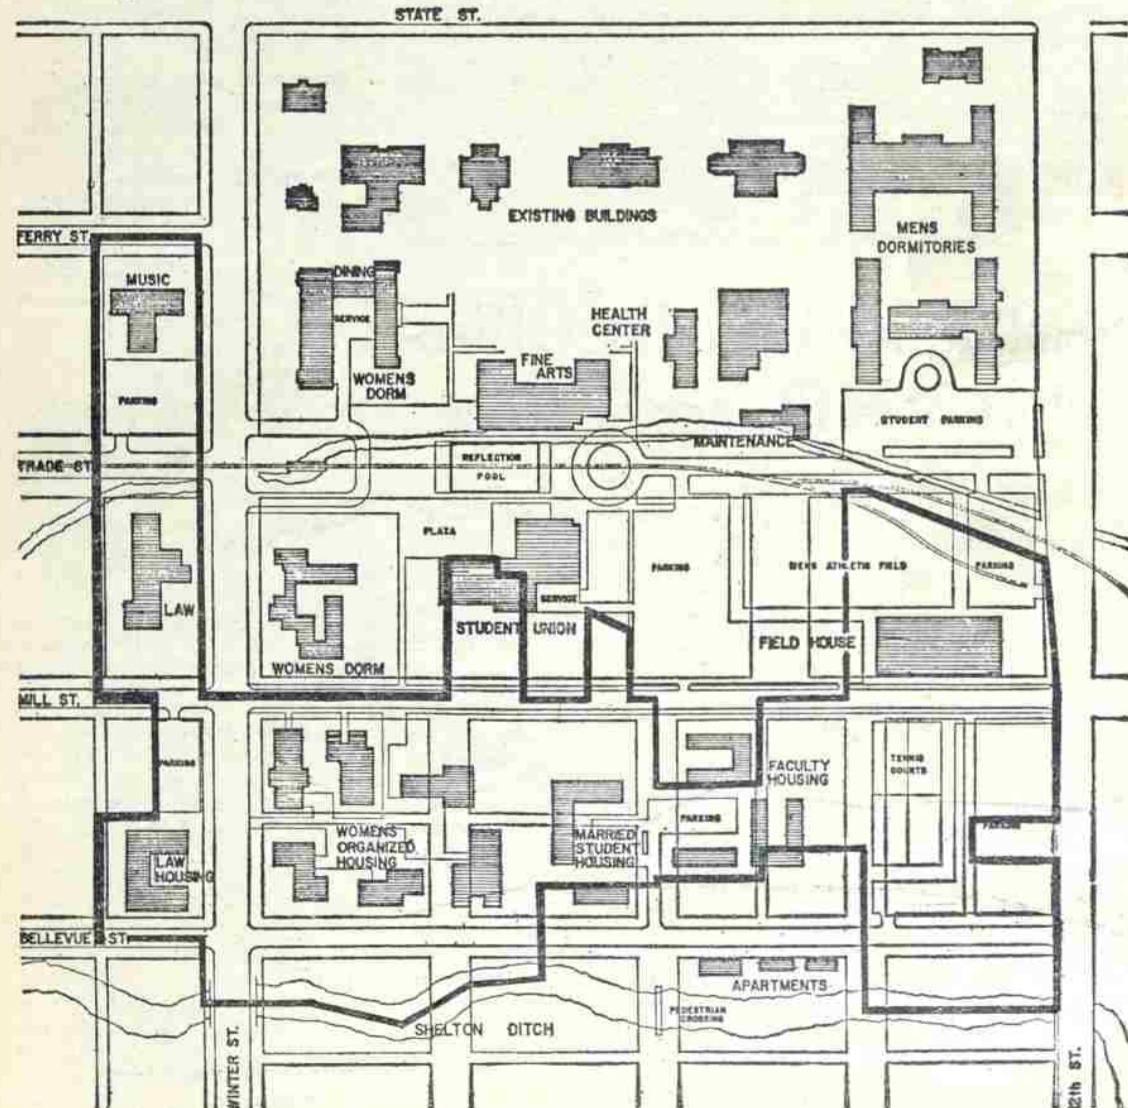 STATE ST.
EXISTING BUILDINGS
MENS
DORMITORIES
FERRY ST.
MUSIC
DINING
SERVICE
HEALTH
CENTER
WOMENS
DORM
FINE
ARTS
PARKING
STUDENT PARKING
MAINTENANCE
TRADE ST.
REFLECTION
POOL
PLAZA
PARKING
MENS ATHLETIC FIELD
PARKING
LAW
SERVICE
STUDENT UNION
FIELD HOUSE
WOMENS DORM
MILL ST.
PARKING
FACULTY
HOUSING
TENNIS
COURTS
PARKING
PARKING
WOMENS
ORGANIZED
HOUSING
MARRIED
STUDENT
HOUSING
LAW
HOUSING
BELLEVUE ST.
APARTMENTS
PEDESTRIAN
CROSSING
SHELTON DITCH
WINTER ST.
12th ST.